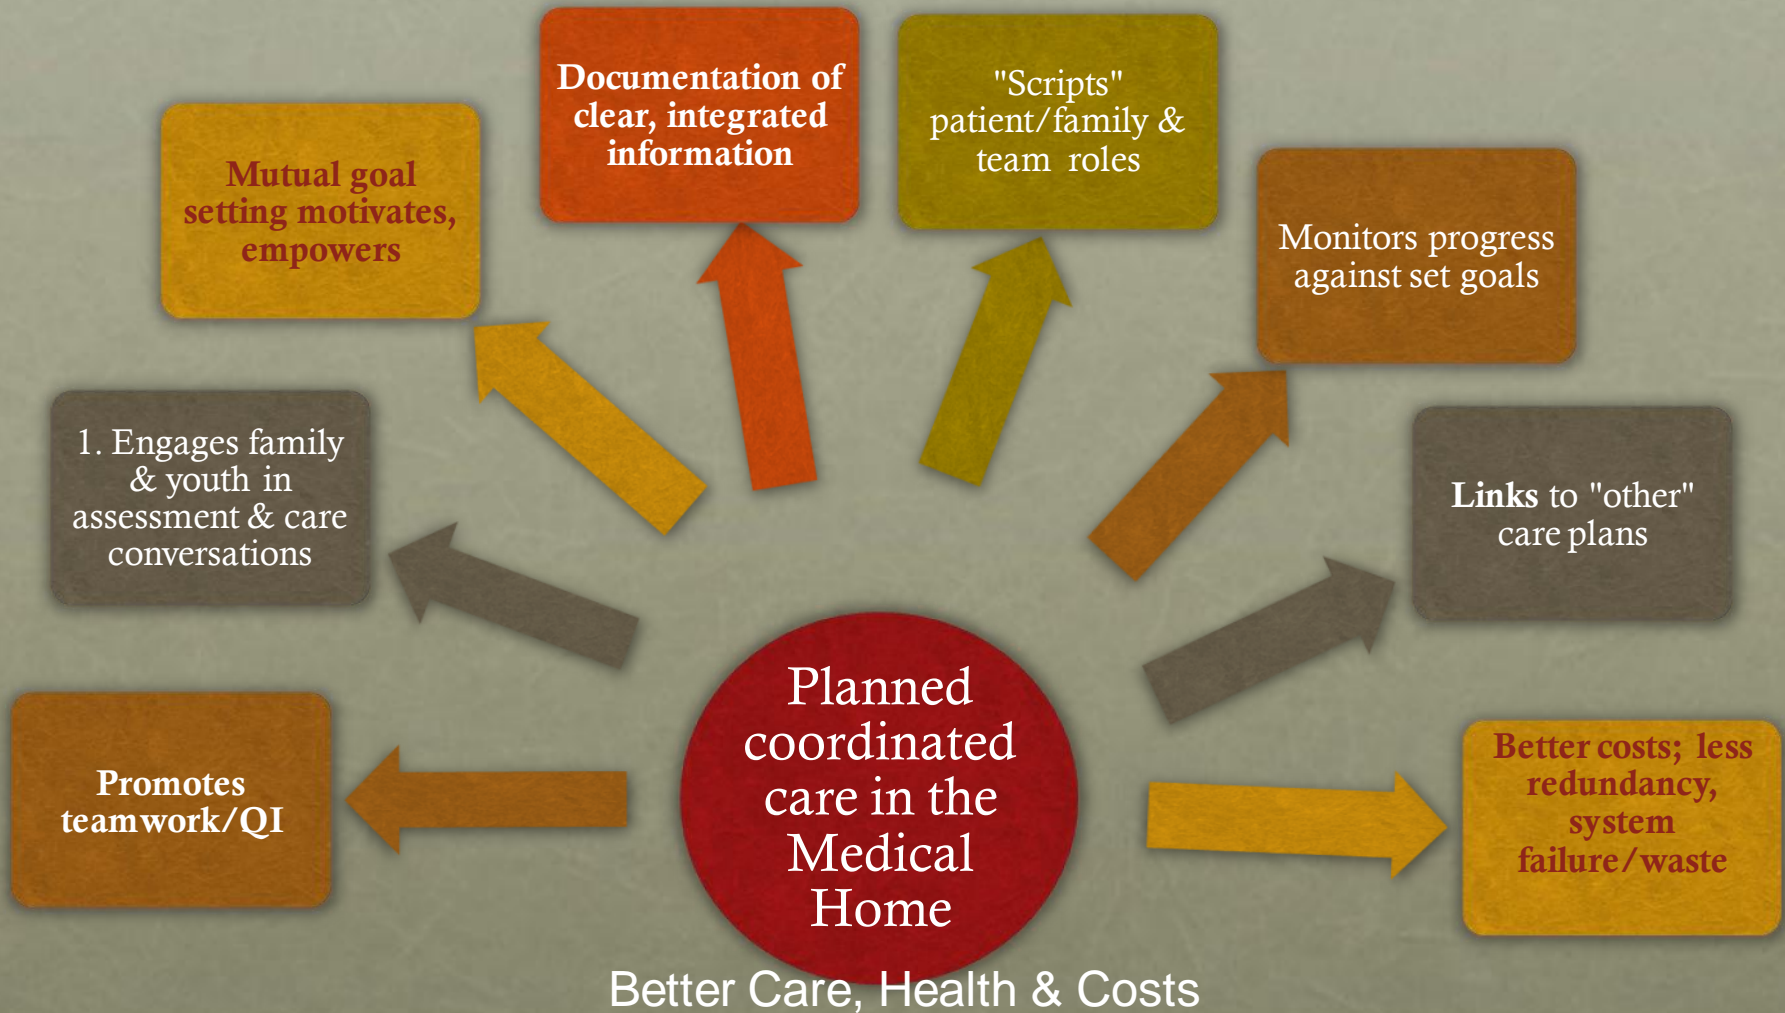 Documentation of
clear, integrated
information
"Scripts"
patient/family &
team roles
Mutual goal
setting motivates,
empowers
Monitors progress
against set goals
1. Engages family
& youth in
assessment & care
conversations
Links to "other"
care plans
Promotes
teamwork/QI
Planned
coordinated
care in the
Medical
Home
Better costs; less
redundancy,
system
failure/waste
Better Care, Health & Costs